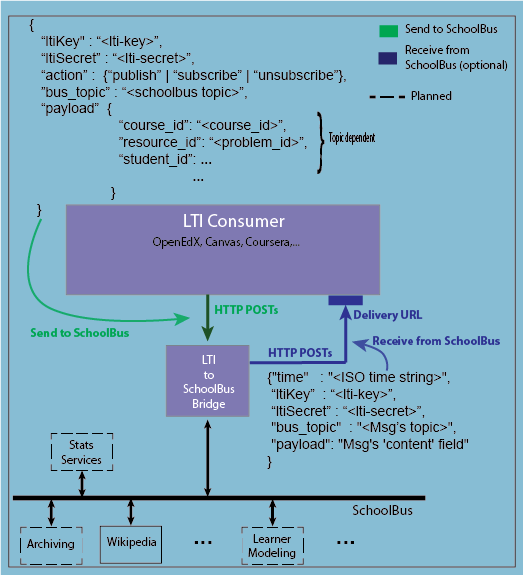 {
"ltiKey" : "<lti-key>",
"ltiSecret" : "<lti-secret>",
"action" : {"publish" | "subscribe" | "unsubscribe"},
"bus_topic" : "<schoolbus topic>",
"payload" {
"course_id": "<course_id>",
"resource_id": "<problem_id>",
"student_id": ...
...
}
}
Topic dependent
Send to SchoolBus
Receive from
SchoolBus (optional)
Planned
LTI Consumer
OpenEdX, Canvas, Coursera,...
HTTP POSTs
Delivery URL
Send to SchoolBus
Receive from SchoolBus
HTTP POSTs
LTI
to
SchoolBus
Bridge
{"time" : "<ISO time string>",
"ltiKey" : "<lti-key>",
"ltiSecret" : "<lti-secret>",
"bus_topic" : "<Msg's topic>",
"payload": "Msg's 'content' field"
}
Stats
Services
SchoolBus
Archiving
Wikipedia
...
Learner
Modeling
...